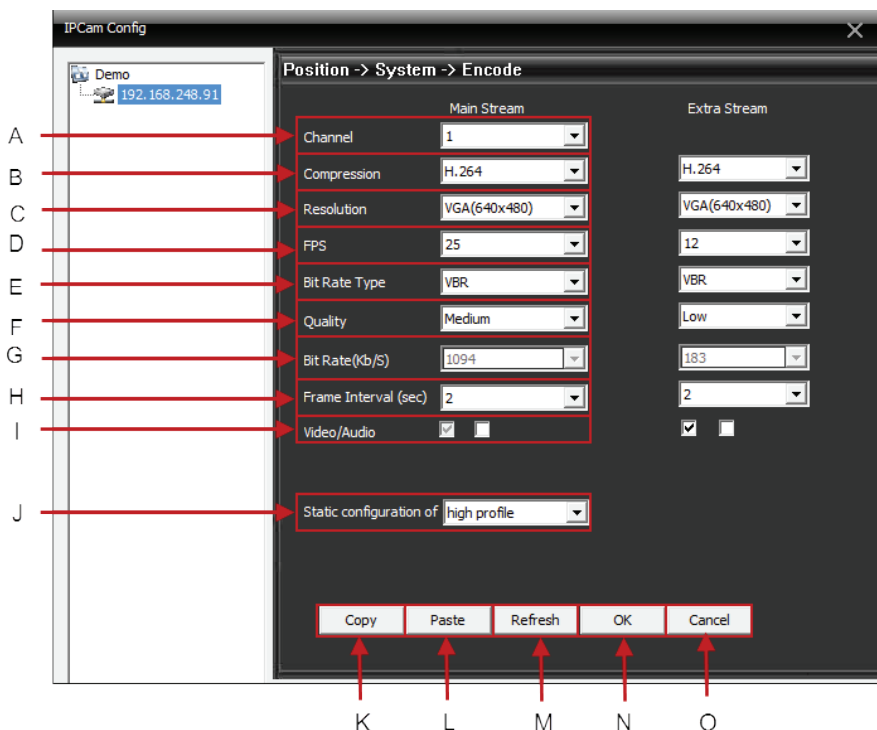 IPCam Config
Demo
192.168.248.91
Position -> System -> Encode
Main Stream Extra Stream
A Channel 1
B Compression H.264 H.264
C Resolution VGA(640x480) VGA(640x480)
D FPS 25 12
E Bit Rate Type VBR VBR
F Quality Medium Low
G Bit Rate(Kb/S) 1094 183
H Frame Interval (sec) 2 2
I Video/Audio
J Static configuration of high profile
Copy Paste Refresh OK Cancel
K L M N O